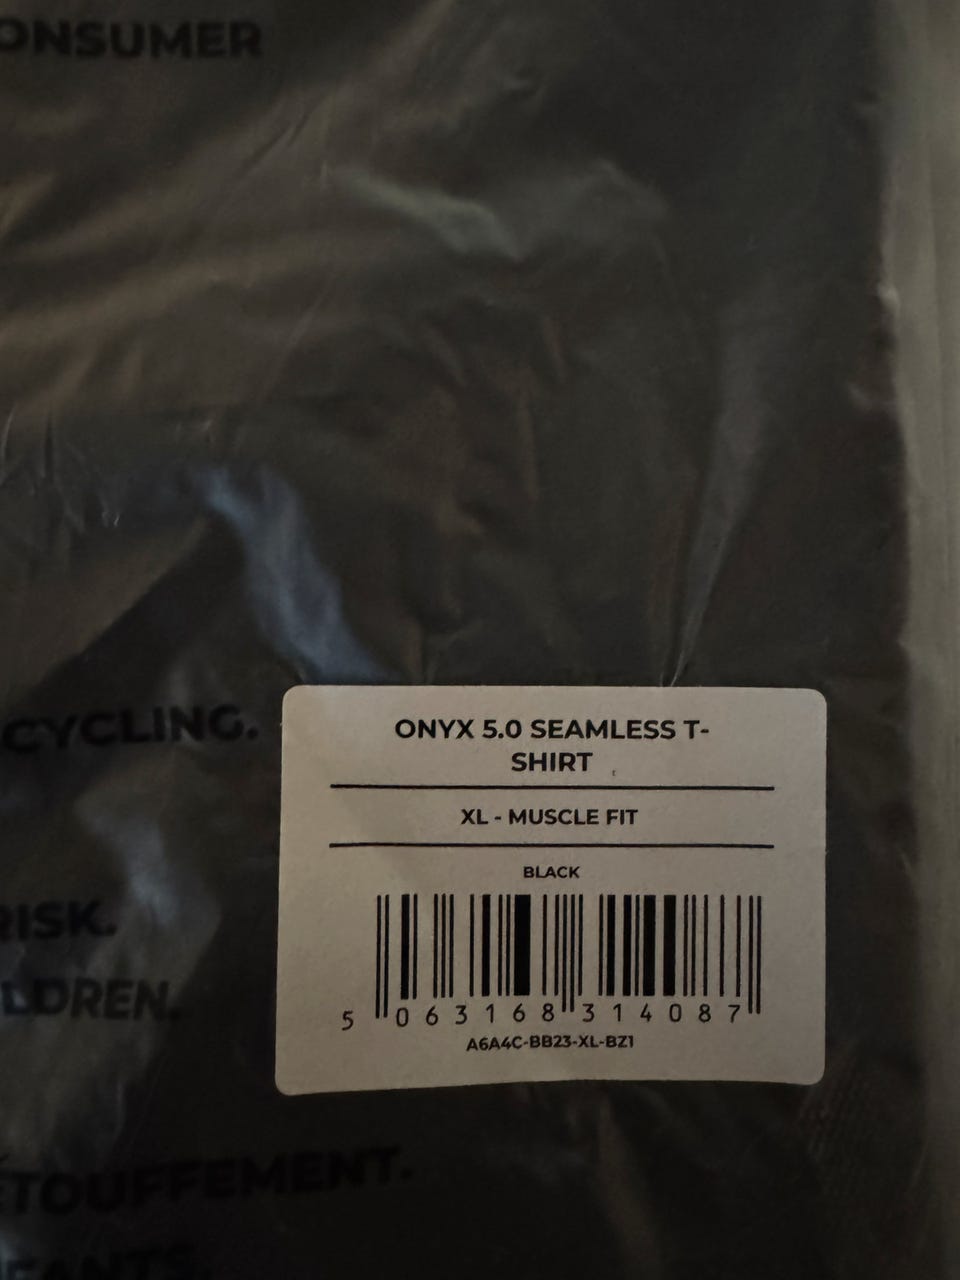 ONSUMER
CYCLING.
ONYX 5.0 SEAMLESS T-
SHIRT
XL - MUSCLE FIT
BLACK
RISK.
LDREN.
5 063168 314087
A6A4C-BB23-XL-BZ1
ÉTOUFFEMENT.
FANTS.